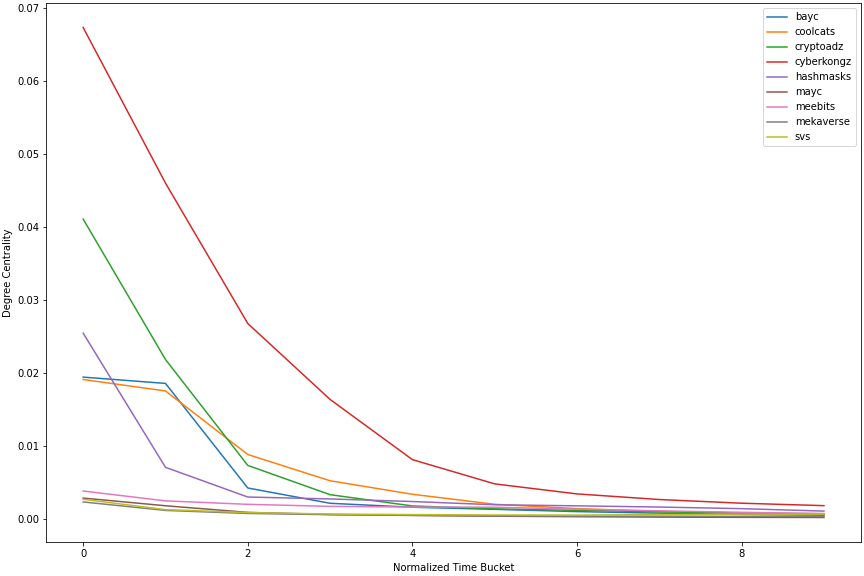 0.07
0.06
0.05
0.04
0.03
0.02
0.01
0.00
Degree Centrality
0 2 4 6 8
Normalized Time Bucket
bayc
coolcats
cryptoadz
cyberkongz
hashmasks
mayc
meebits
mekaverse
svs